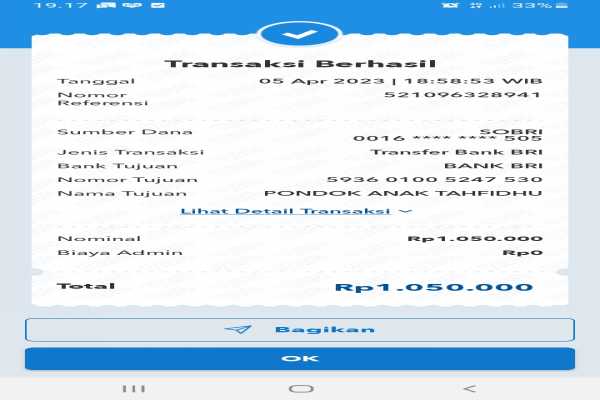 19.17 33%
Transaksi Berhasil
Tanggal 05 Apr 2023 | 18:58:53 WIB
Nomor Referensi 521096328941
Sumber Dana SOBRI
0016 **** **** 505
Jenis Transaksi Transfer Bank BRI
Bank Tujuan BANK BRI
Nomor Tujuan 5936 0100 5247 530
Nama Tujuan PONDOK ANAK TAHFIDHU
Lihat Detail Transaksi
Nominal Rp1.050.000
Biaya Admin Rp0
Total Rp1.050.000
Bagikan
OK